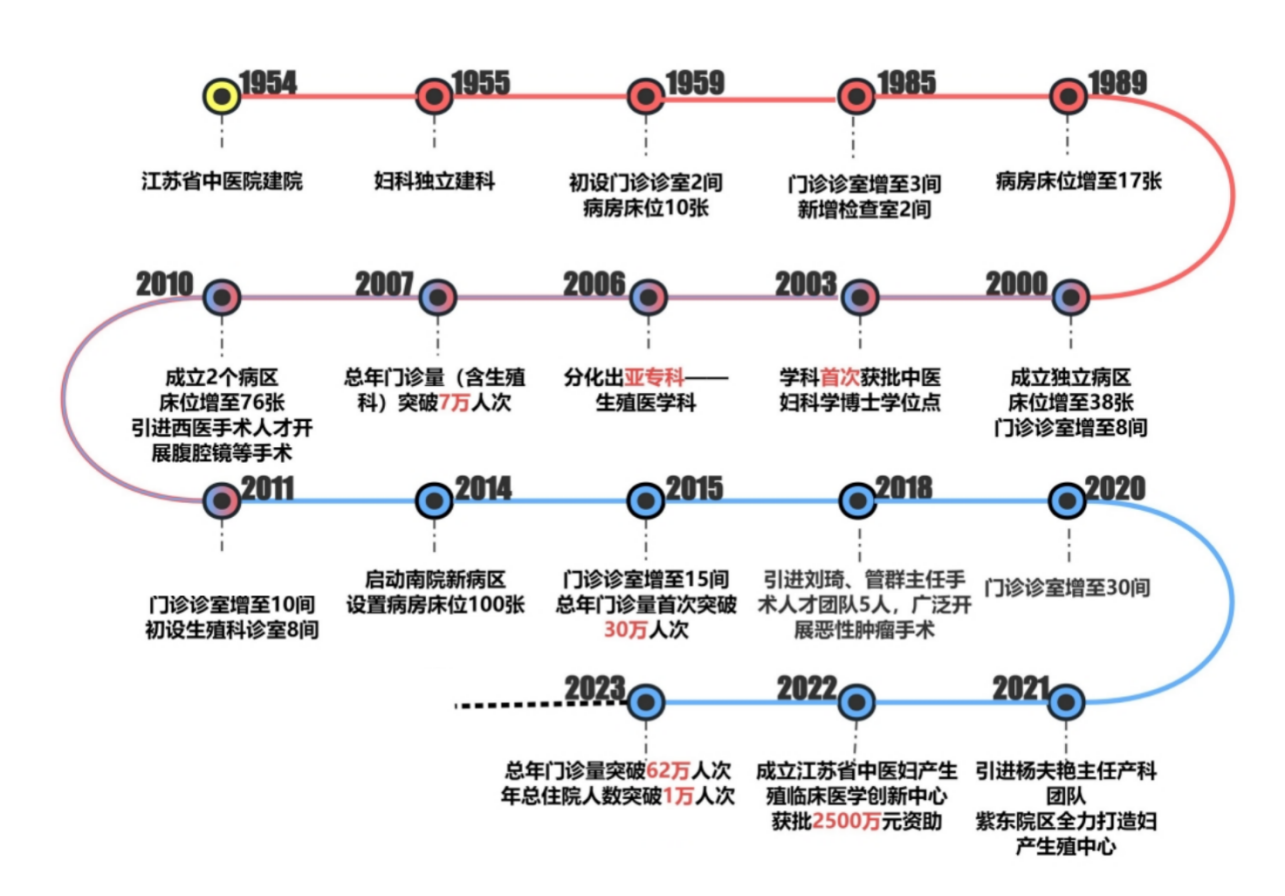 1954
江苏省中医院建院
1955
妇科独立建科
1959
初设门诊诊室2间
病房床位10张
1985
门诊诊室增至3间
新增检查室2间
1989
病房床位增至17张
2000
成立独立病区
床位增至38张
门诊诊室增至8间
2003
学科首次获批中医
妇科学博士学位点
2006
分化出亚专科——
生殖医学科
2007
总年门诊量（含生殖
科）突破7万人次
2010
成立2个病区
床位增至76张
引进西医手术人才开
展腹腔镜等手术
2011
门诊诊室增至10间
初设生殖科诊室8间
2014
启动南院新病区
设置病房床位100张
2015
门诊诊室增至15间
总年门诊量首次突破
30万人次
2018
引进刘琦、管群主任手
术人才团队5人，广泛开
展恶性肿瘤手术
2020
门诊诊室增至30间
2021
引进杨夫艳主任产科
团队
紫东院区全力打造妇
产生殖中心
2022
成立江苏省中医妇产生
殖临床医学创新中心
获批2500万元资助
2023
总年门诊量突破62万人次
年总住院人数突破1万人次